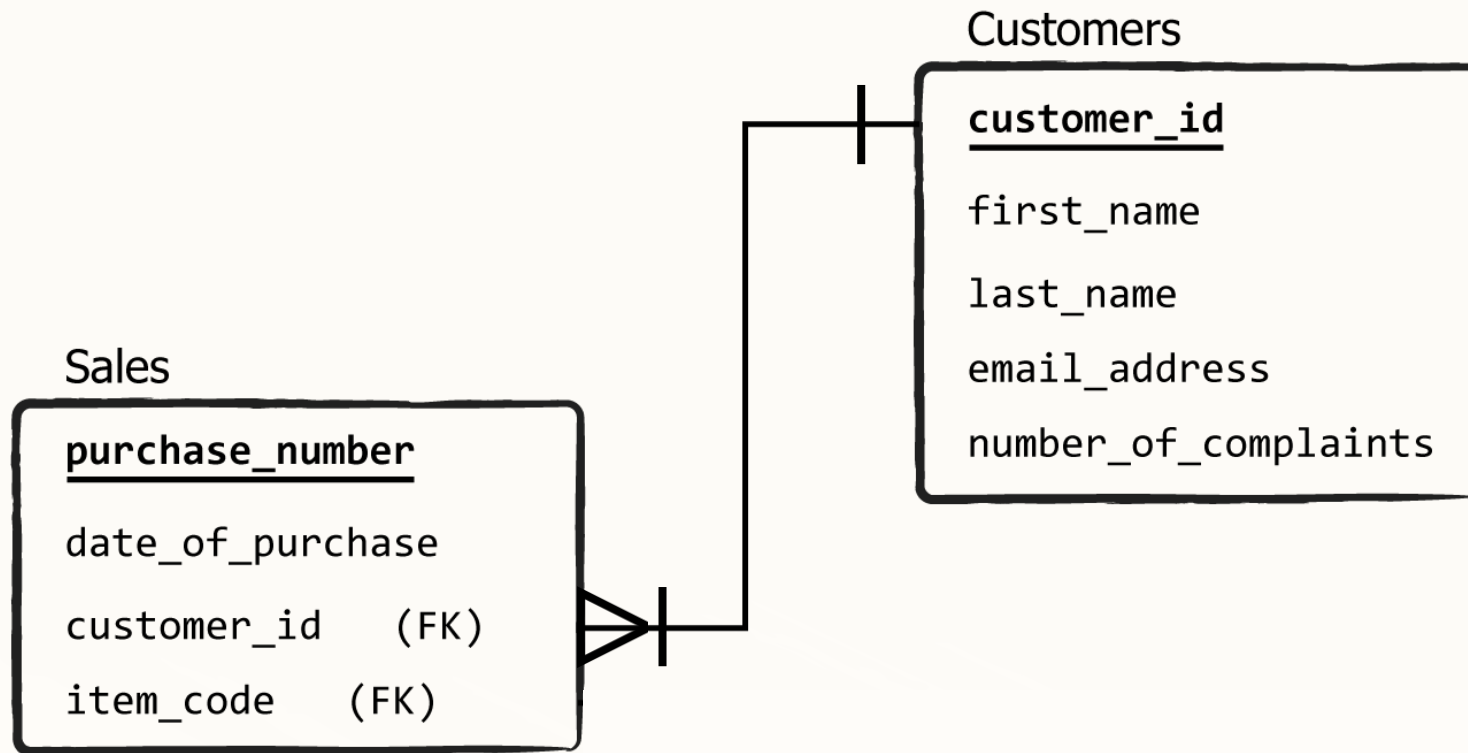 Customers
customer_id
first_name
last_name
email_address
number_of_complaints
Sales
purchase_number
date_of_purchase
customer_id (FK)
item_code (FK)